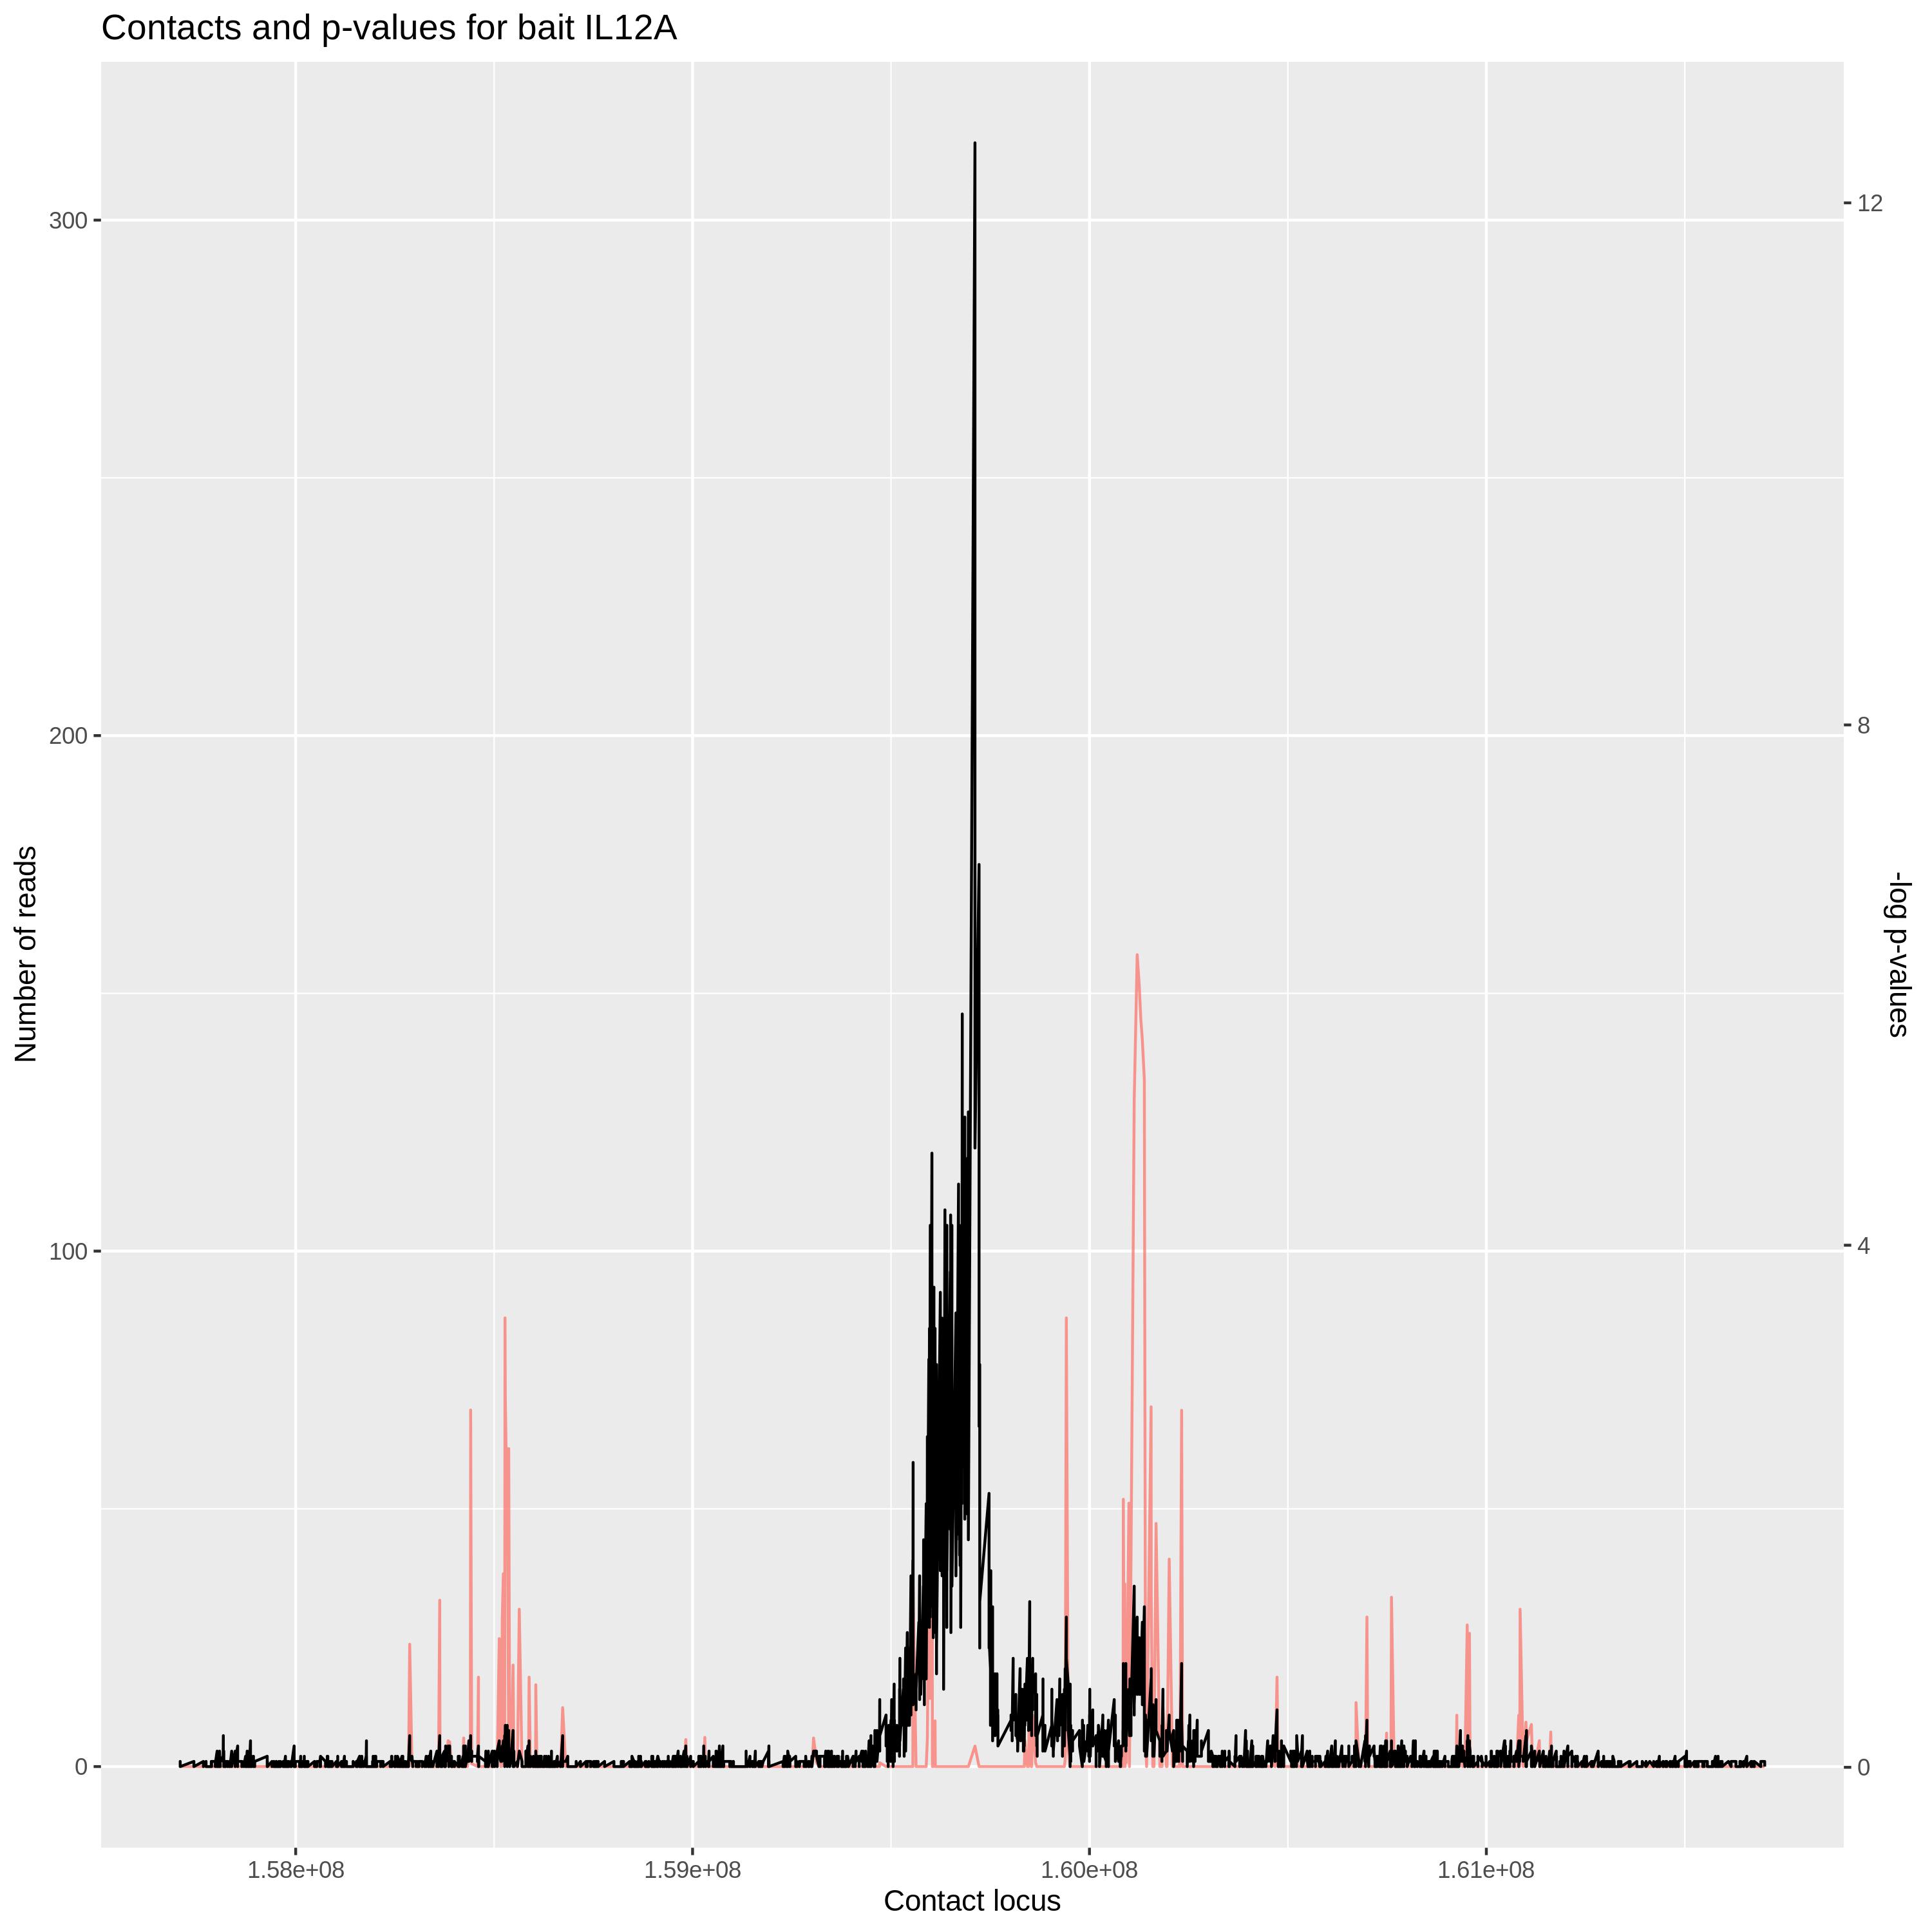 Contacts and p-values for bait IL12A
300
200
100
0
Number of reads
12
8
4
0
-log p-values
1.58e+08 1.59e+08 1.60e+08 1.61e+08
Contact locus